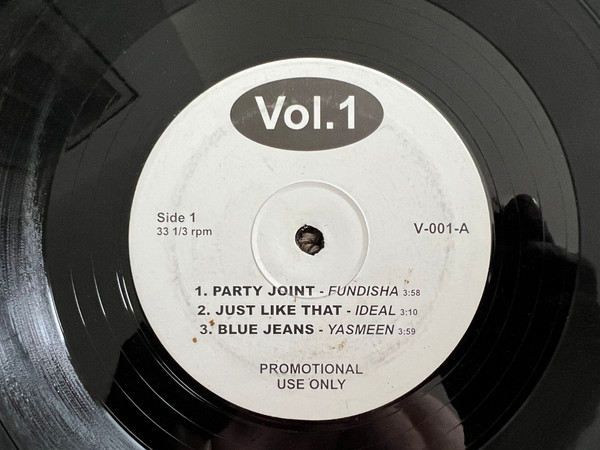 Vol.1
Side 1
33 1/3 rpm
V-001-A
1. PARTY JOINT - FUNDISHA 3:58
2. JUST LIKE THAT - IDEAL 3:10
3. BLUE JEANS - YASMEEN 3:59
PROMOTIONAL
USE ONLY